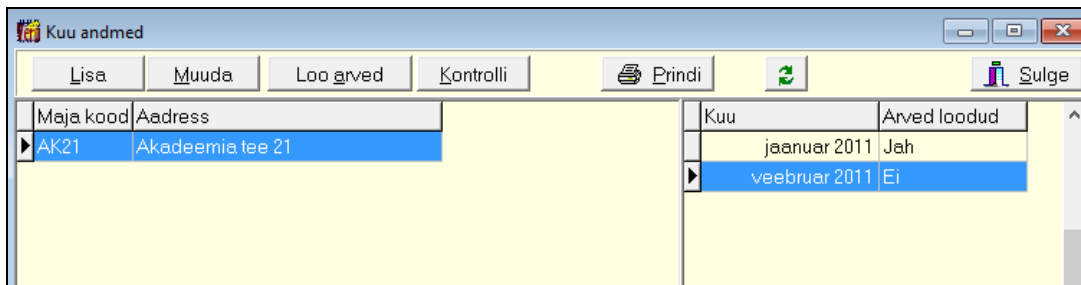 Kuu andmed
Lisa Muuda Loo arved Kontrolli Prindi Sulge
Maja kood Aadress Kuu Arved loodud
AK21 Akadeemia tee 21 jaanuar 2011 Jah
veebruar 2011 Ei